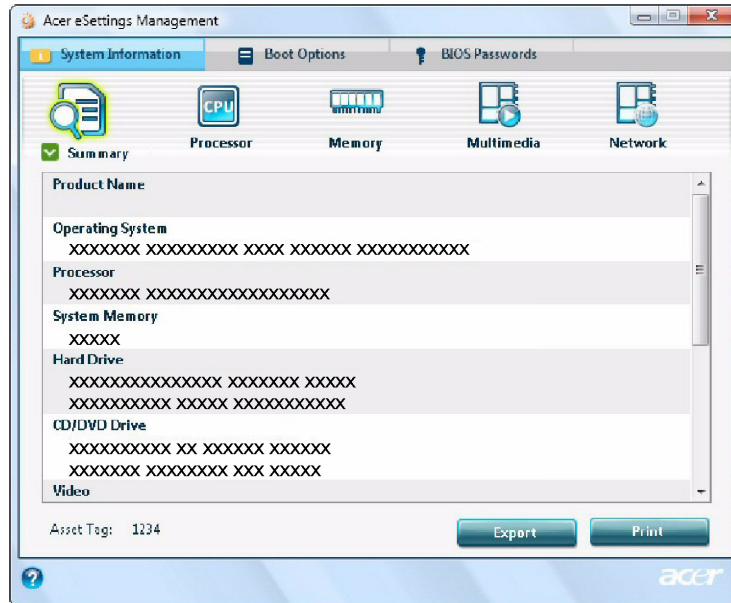 Acer eSettings Management
System Information Boot Options BIOS Passwords
CPU
Summary Processor Memory Multimedia Network
Product Name
Operating System
XXXXXXX XXXXXXXXX XXXX XXXXXX XXXXXXXXXXX
Processor
XXXXXXX XXXXXXXXXXXXXXXXXX
System Memory
XXXXX
Hard Drive
XXXXXXXXXXXXXXX XXXXXXX XXXXX
XXXXXXXXXX XXXXX XXXXXXXXXXX
CD/DVD Drive
XXXXXXXXXX XX XXXXXX XXXXXX
XXXXXXX XXXXXXXX XXX XXXXX
Video
Asset Tag: 1234 Export Print
? acer